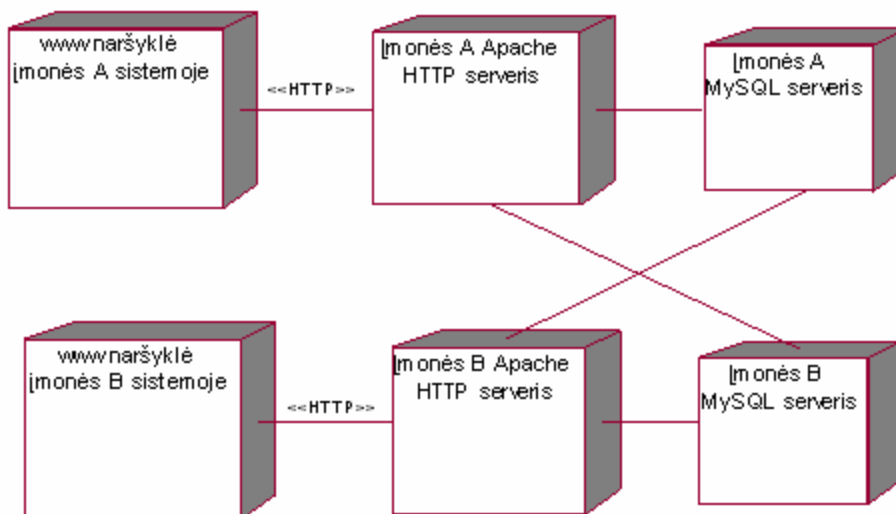 www naršyklė
įmonės A sistemoje
<<HTTP>>
Įmonės A Apache
HTTP serveris
Įmonės A
MySQL serveris
www naršyklė
įmonės B sistemoje
<<HTTP>>
Įmonės B Apache
HTTP serveris
Įmonės B
MySQL serveris